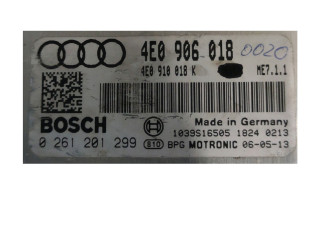 4E0 906 018 0020
4E0 910 018 K ME7.1.1
BOSCH
Made in Germany
1039S16505 1824 0213
0 261 201 299 810 BPG MOTRONIC 06-05-13